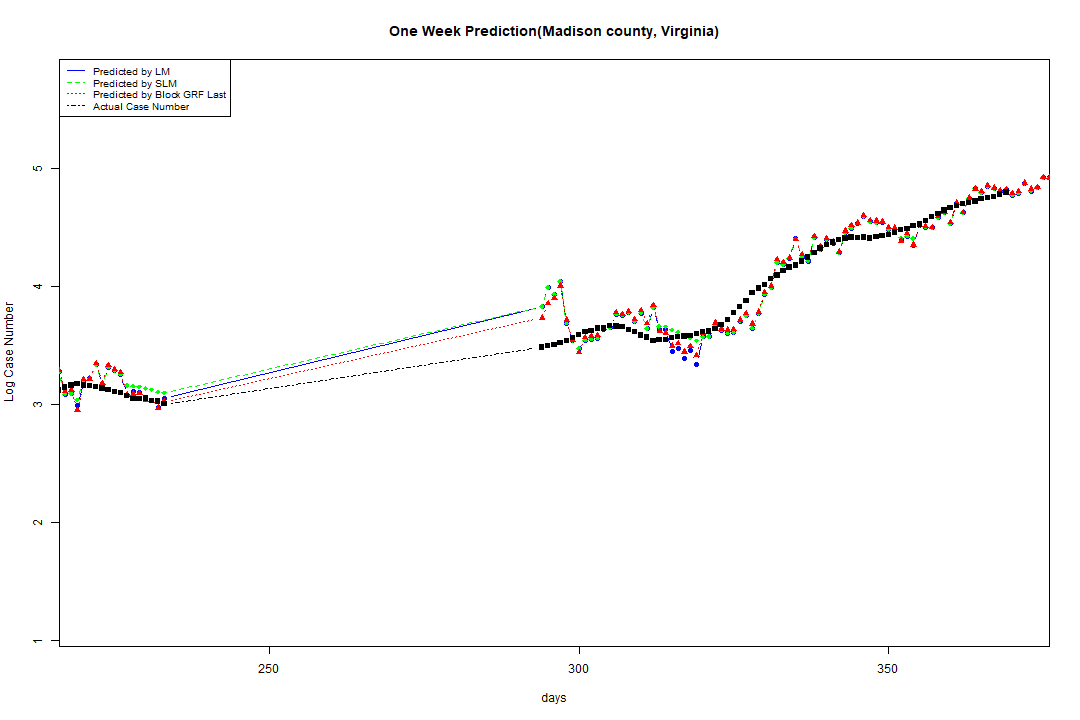 One Week Prediction(Madison county, Virginia)
Predicted by LM
Predicted by SLM
Predicted by Block GRF Last
Actual Case Number
5
4
3
2
1
Log Case Number
250
300
350
days